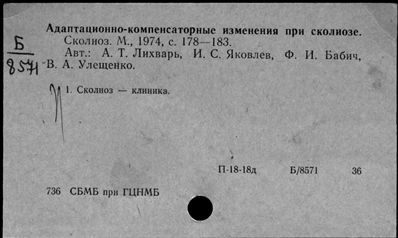 Адаптационно-компенсаторные изменения при сколиозе.
Б
Сколиоз. М., 1974, с. 178—183.
8571
Авт.: А. Т. Лихварь, И. С. Яковлев, Ф. И. Бабич,
В. А. Улещенко.
1. Сколиоз — клиника.
П-18-18д Б/8571 36
736 СБМБ при ГЦНМБ